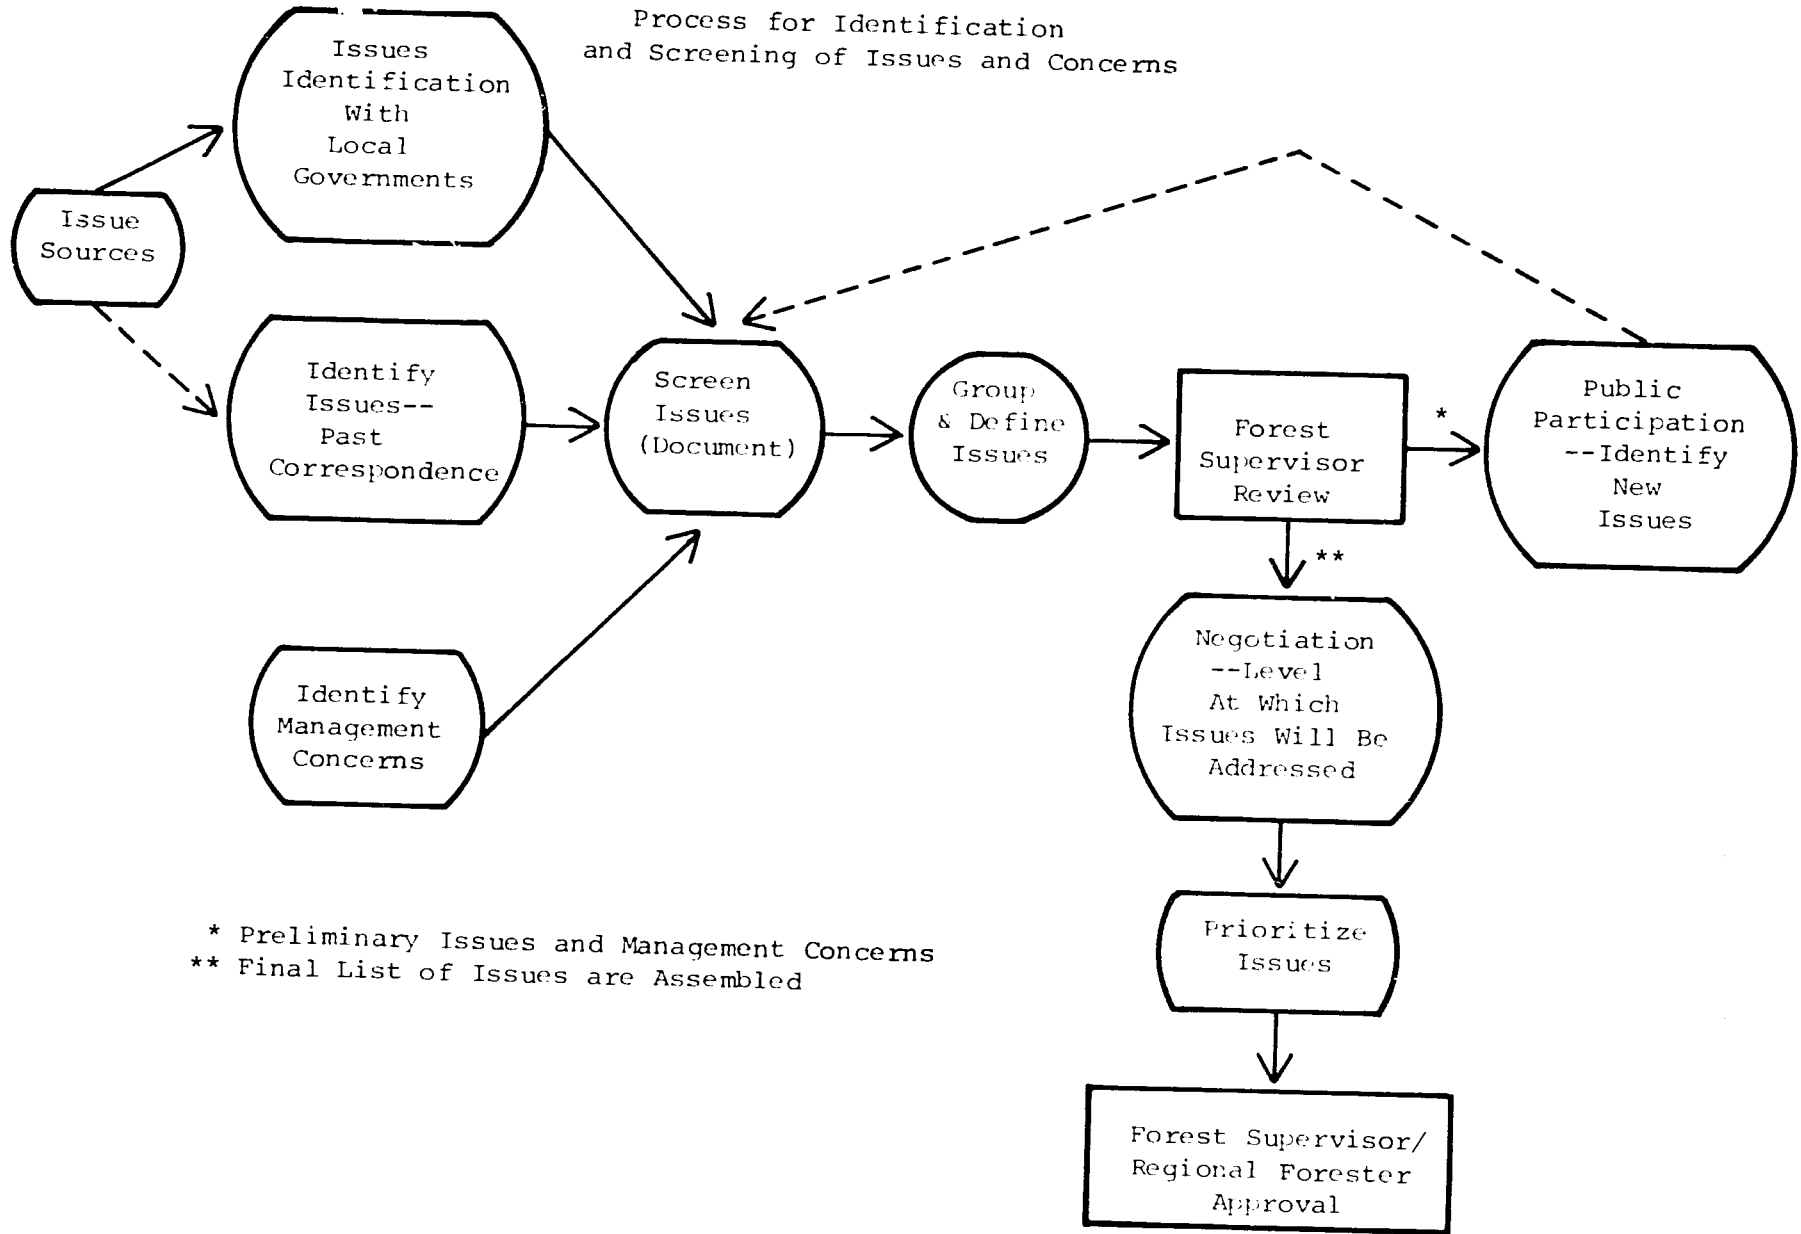 Process for Identification
and Screening of Issues and Concerns
Issues
Identification
With
Local
Governments
Issue
Sources
Identify
Issues--
Past
Correspondence
Screen
Issues
(Document)
Group
& Define
Issues
Forest
Supervisor
Review
*
Public
Participation
--Identify
New
Issues
**
Negotiation
--Level
At Which
Issues Will Be
Addressed
Identify
Management
Concerns
Prioritize
Issues
* Preliminary Issues and Management Concerns
** Final List of Issues are Assembled
Forest Supervisor/
Regional Forester
Approval